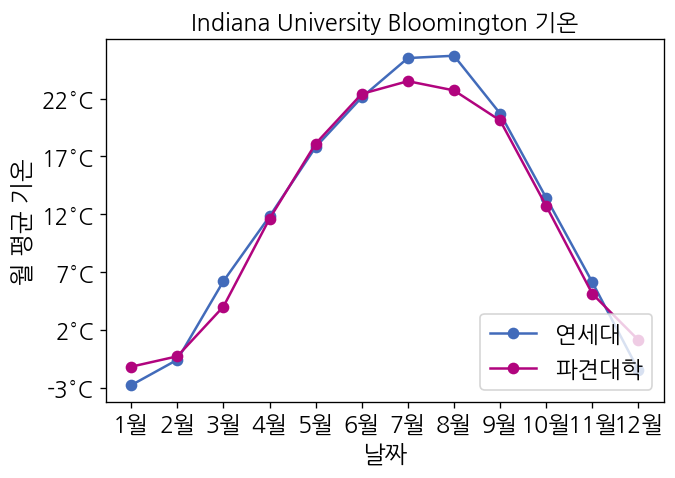 Indiana University Bloomington 기온
월 평균 기온
22°C
17°C
12°C
7°C
2°C
-3°C
연세대
파견대학
1월 2월 3월 4월 5월 6월 7월 8월 9월 10월 11월 12월
날짜